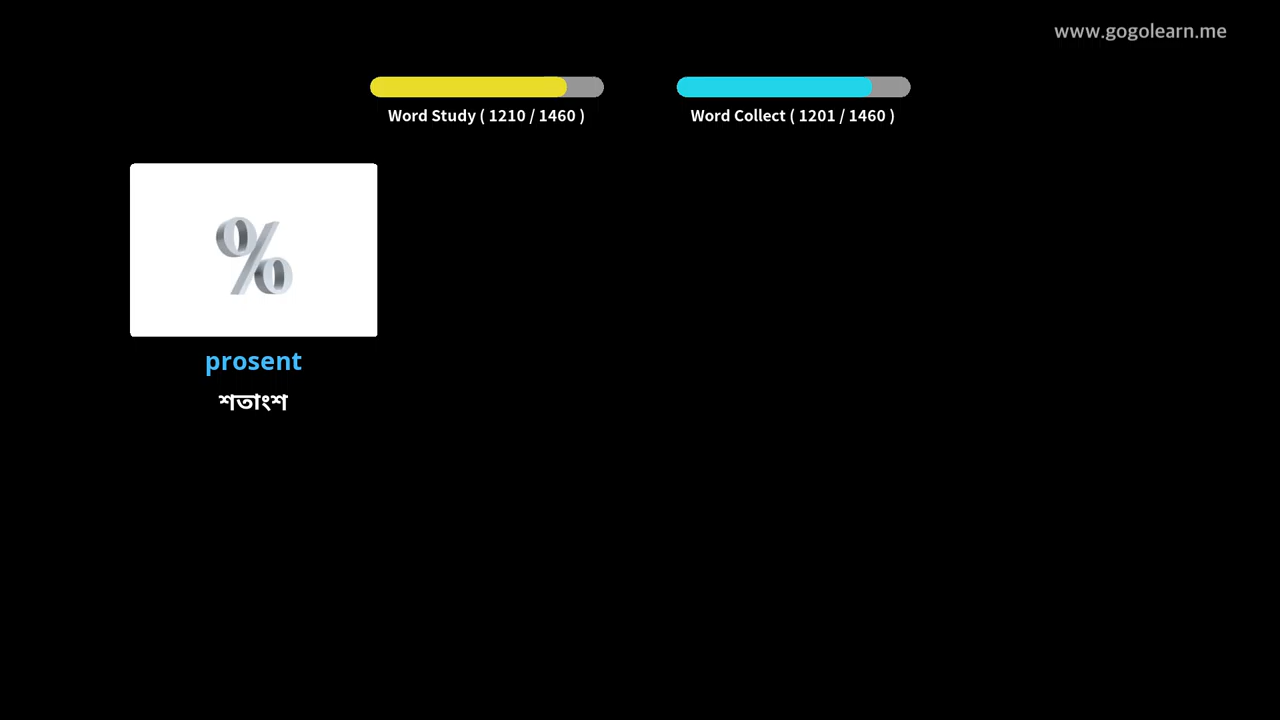 www.gogolearn.me
Word Study ( 1210 / 1460 )
Word Collect ( 1201 / 1460 )
%
prosent
শতাংশ